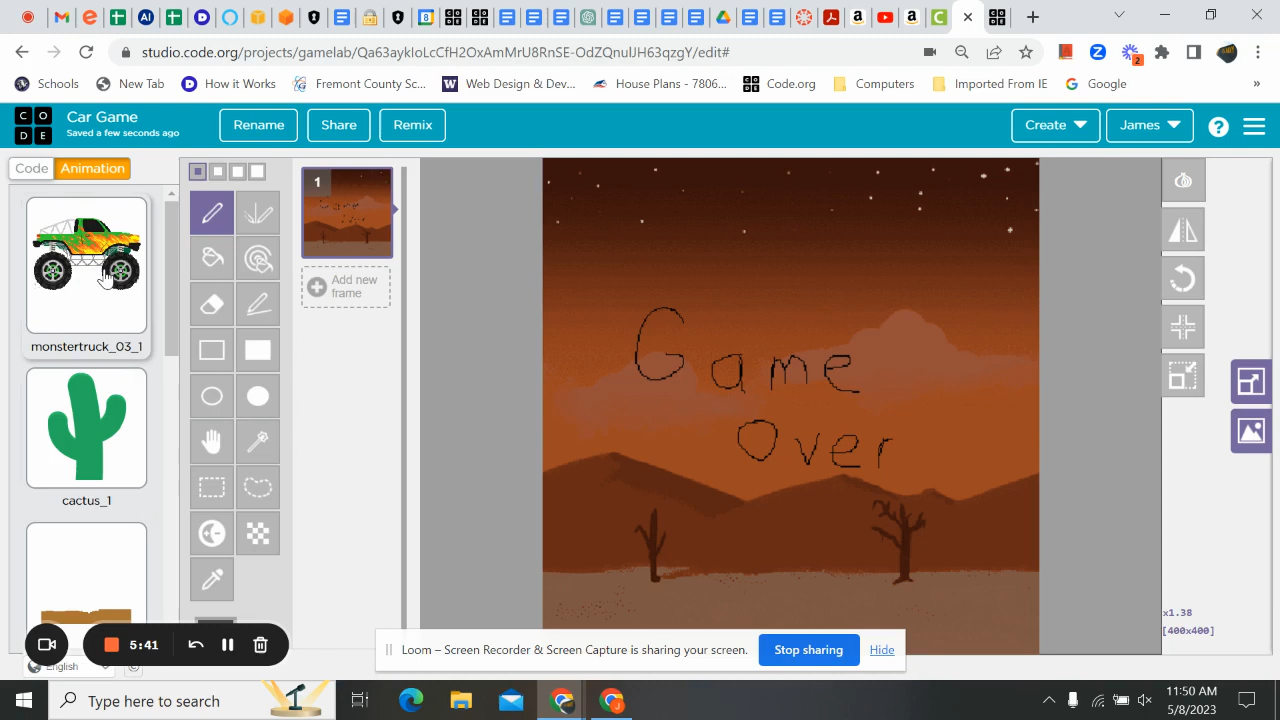 studio.code.org/projects/gamelab/Qa63aykIoLcCfH2OxAmMrU8RnSE-OdZQnulJH63qzgY/edit#
Schools
New Tab
How it Works
Fremont County Sc...
Web Design & Dev...
House Plans - 7806...
Code.org
Computers
Imported From IE
Google
»
CODE
Car Game
Saved a few seconds ago
Rename
Share
Remix
Create
James
Code
Animation
1
Game
Over
Add new
frame
Game
Over
monstertruck_03_1
cactus_1
x1.38
[400x400]
5:41
English
Loom – Screen Recorder & Screen Capture is sharing your screen.
Stop sharing
Hide
Type here to search
11:50 AM
5/8/2023